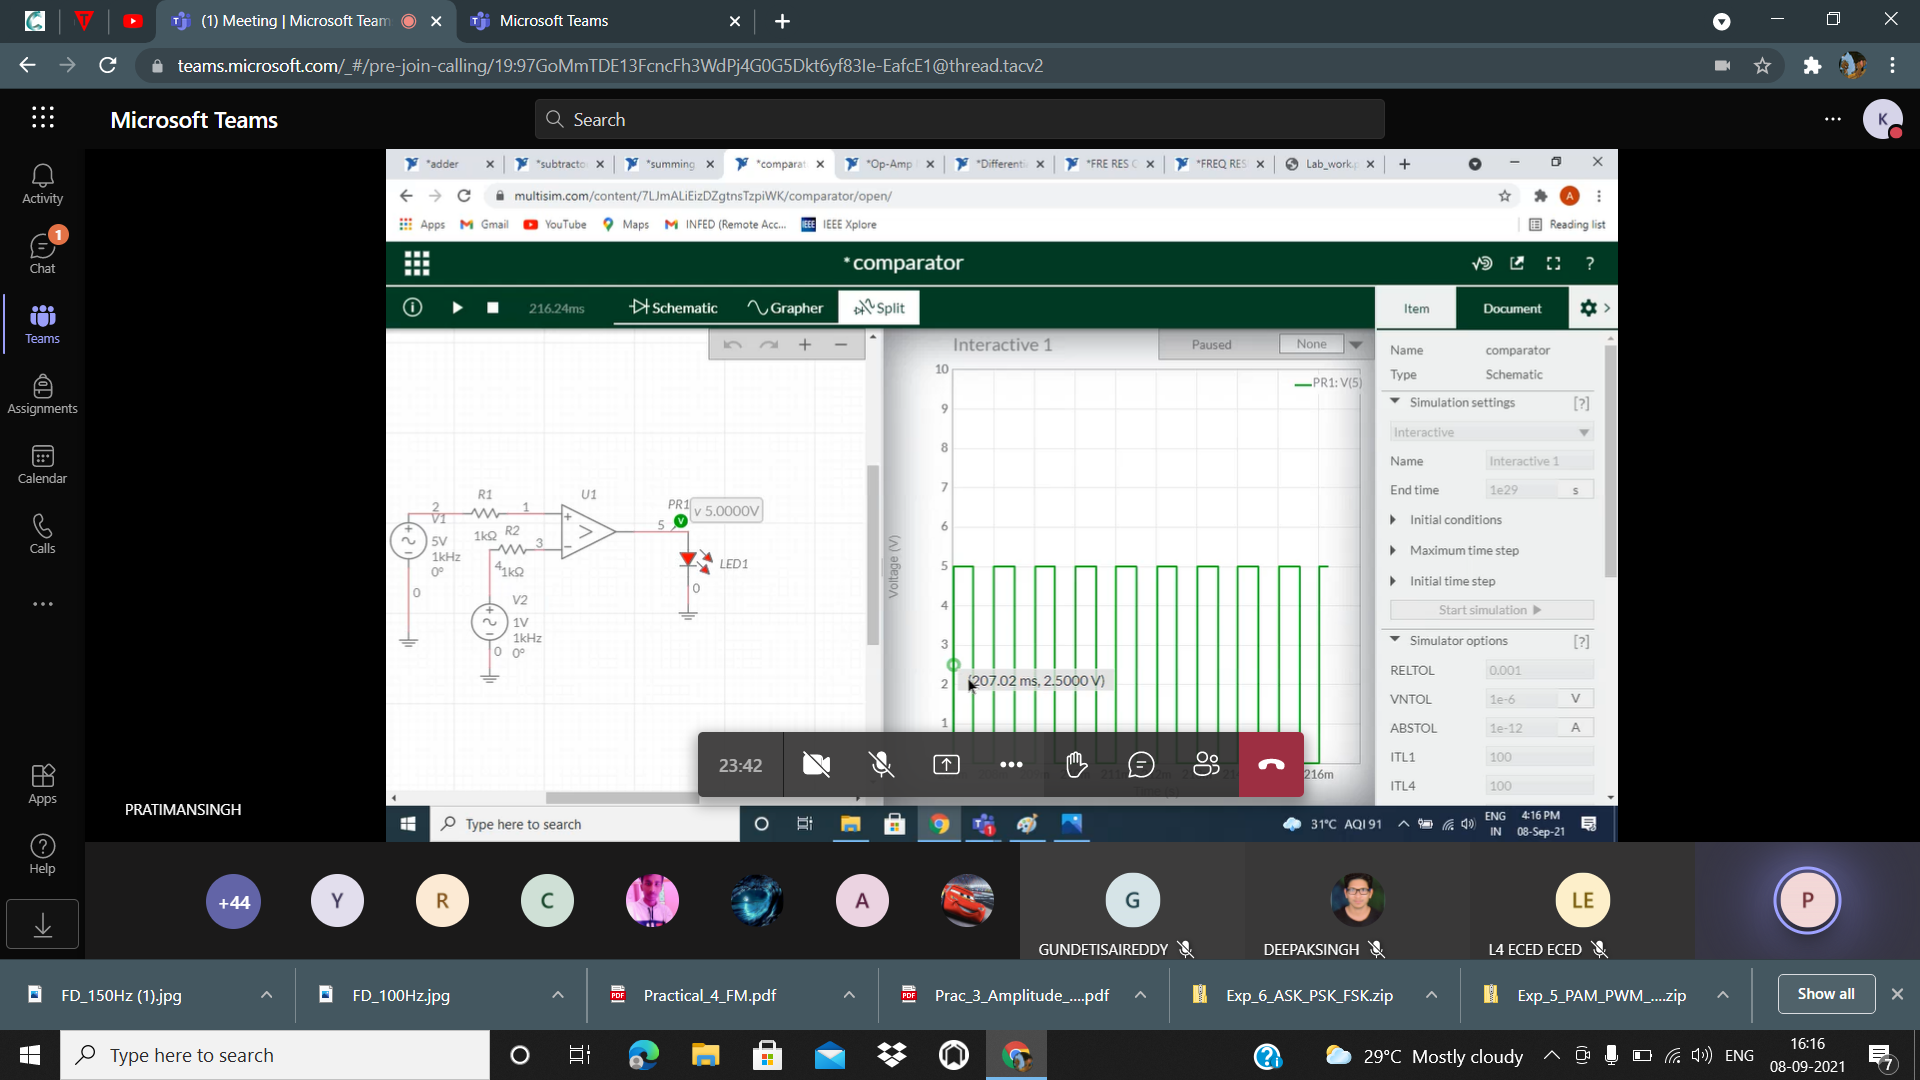 (1) Meeting | Microsoft Team
Microsoft Teams
teams.microsoft.com/_#/pre-join-calling/19:97GoMmTDE13FcncFh3WdPj4G0G5Dkt6yf83Ie-EafcE1@thread.tacv2
Microsoft Teams
Search
K
Activity
1
Chat
Teams
Assignments
Calendar
Calls
Apps
Help
*adder
*subtracto
*summing
*comparat
*Op-Amp
*Differenti
*FRE RES C
*FREQ RES
Lab_work.p
multisim.com/content/7LJmALiEizDZgtnsTzpiWK/comparator/open/
A
Apps
Gmail
YouTube
Maps
INFED (Remote Acc...
IEEE Xplore
Reading list
*comparator
216.24ms
Schematic
Grapher
Split
Item
Document
Interactive 1
Paused
None
PR1: V(5)
10
9
8
7
6
5
4
3
2
1
Voltage (V)
(207.02 ms, 2.5000 V)
216m
R1
2
1
V1
5V
1kHz
0°
1kΩ
R2
3
4
1kΩ
0
V2
1V
1kHz
0°
0
U1
PR1
v 5.0000V
V
5
LED1
0
Name
comparator
Type
Schematic
Simulation settings
[?]
Interactive
Name
Interactive 1
End time
1e29
s
Initial conditions
Maximum time step
Initial time step
Start simulation
Simulator options
[?]
RELTOL
0.001
VNTOL
1e-6
V
ABSTOL
1e-12
A
ITL1
100
ITL4
100
23:42
PRATIMANSINGH
Type here to search
1
31°C AQI 91
ENG
IN
4:16 PM
08-Sep-21
+44
Y
R
C
A
G
GUNDETISAIREDDY
DEEPAKSINGH
LE
L4 ECED ECED
P
FD_150Hz (1).jpg
FD_100Hz.jpg
Practical_4_FM.pdf
Prac_3_Amplitude_....pdf
Exp_6_ASK_PSK_FSK.zip
Exp_5_PAM_PWM_....zip
Show all
Type here to search
29°C Mostly cloudy
ENG
16:16
08-09-2021
7